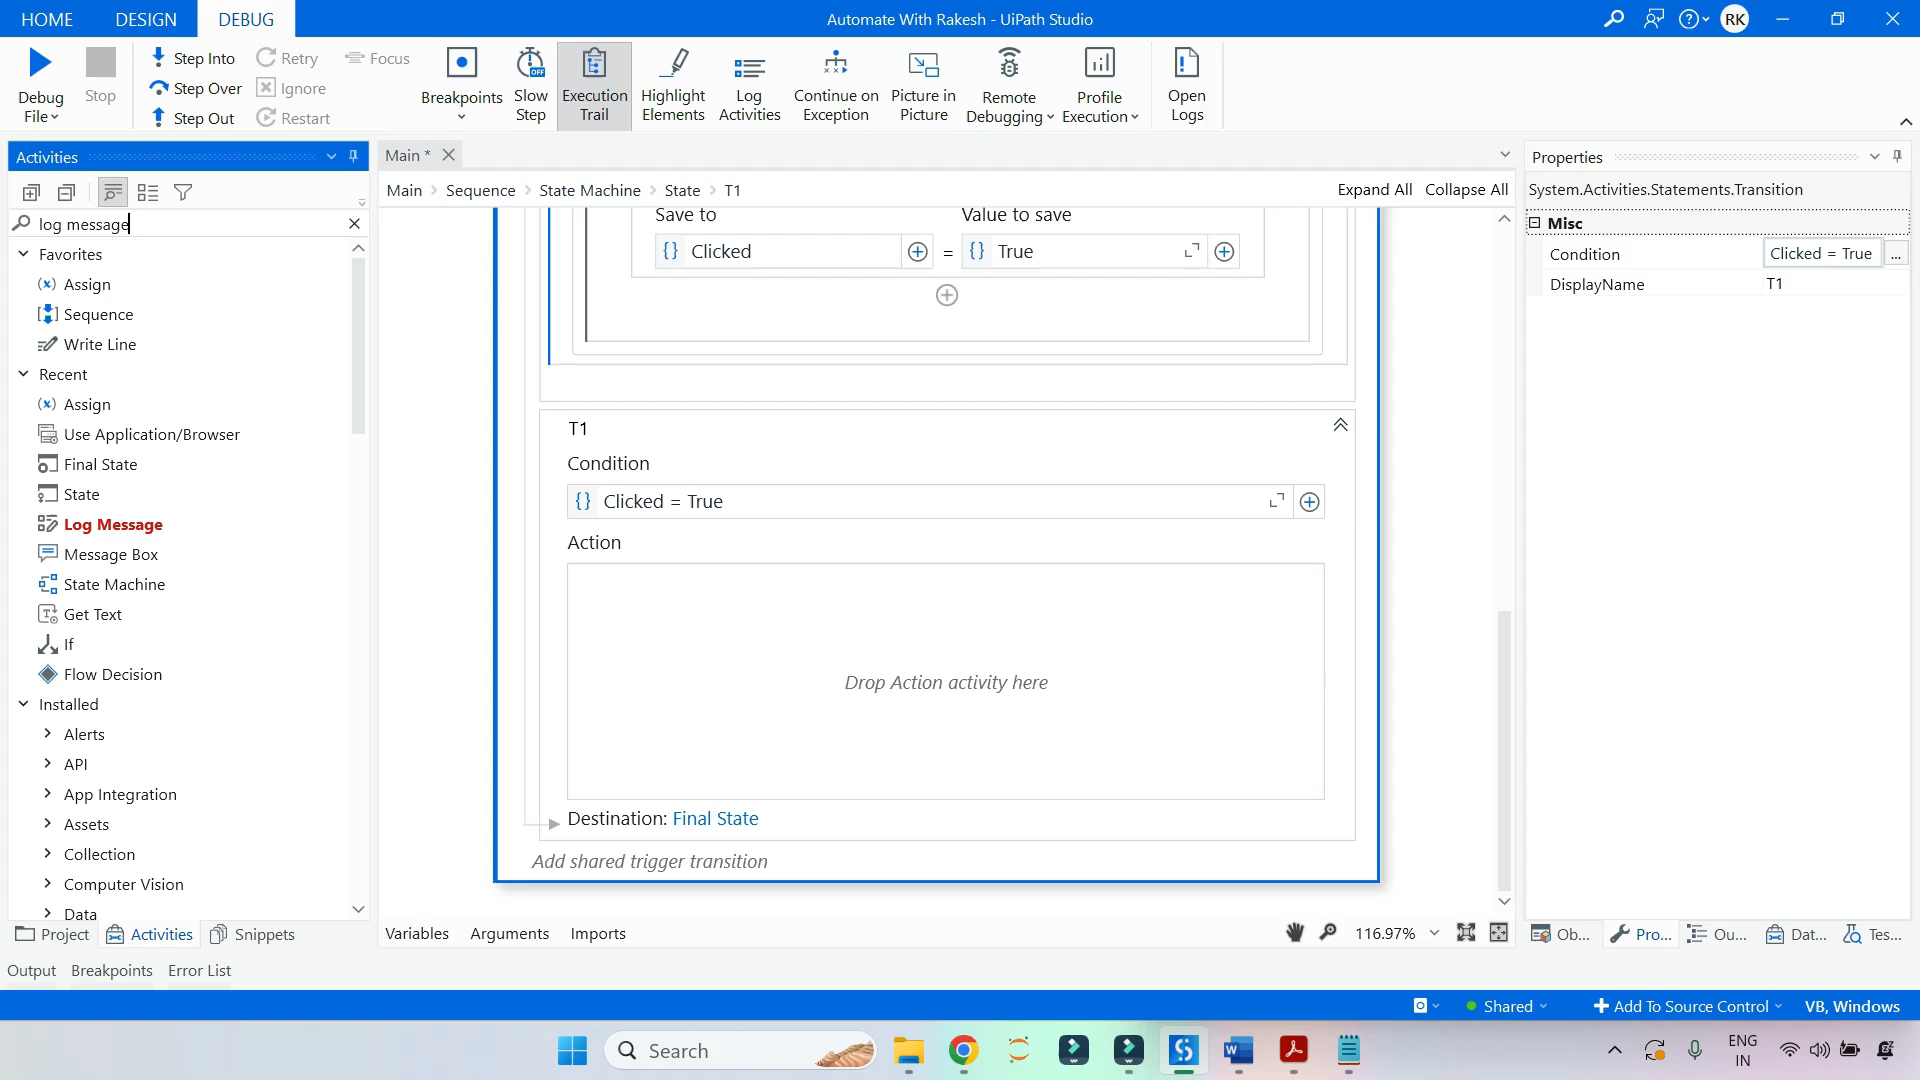 HOME DESIGN DEBUG
Automate With Rakesh - UiPath Studio
RK
Debug File
Stop
Step Into
Step Over
Step Out
Retry
Ignore
Restart
Focus
Breakpoints
Slow Step
OFF
Execution Trail
Highlight Elements
Log Activities
Continue on Exception
Picture in Picture
Remote Debugging
Profile Execution
Open Logs
Activities
log message
Favorites
Assign
Sequence
Write Line
Recent
Assign
Use Application/Browser
Final State
State
Log Message
Message Box
State Machine
Get Text
If
Flow Decision
Installed
Alerts
API
App Integration
Assets
Collection
Computer Vision
Data
Project Activities Snippets
Main *
Main > Sequence > State Machine > State > T1
Expand All Collapse All
Save to Value to save
{} Clicked = {} True
T1
Condition
{} Clicked = True
Action
Drop Action activity here
Destination: Final State
Add shared trigger transition
Variables Arguments Imports
116.97%
Properties
System.Activities.Statements.Transition
Misc
Condition Clicked = True ...
DisplayName T1
Ob... Pro... Ou... Dat... Tes...
Output Breakpoints Error List
Shared
Add To Source Control
VB, Windows
Search
ENG
IN